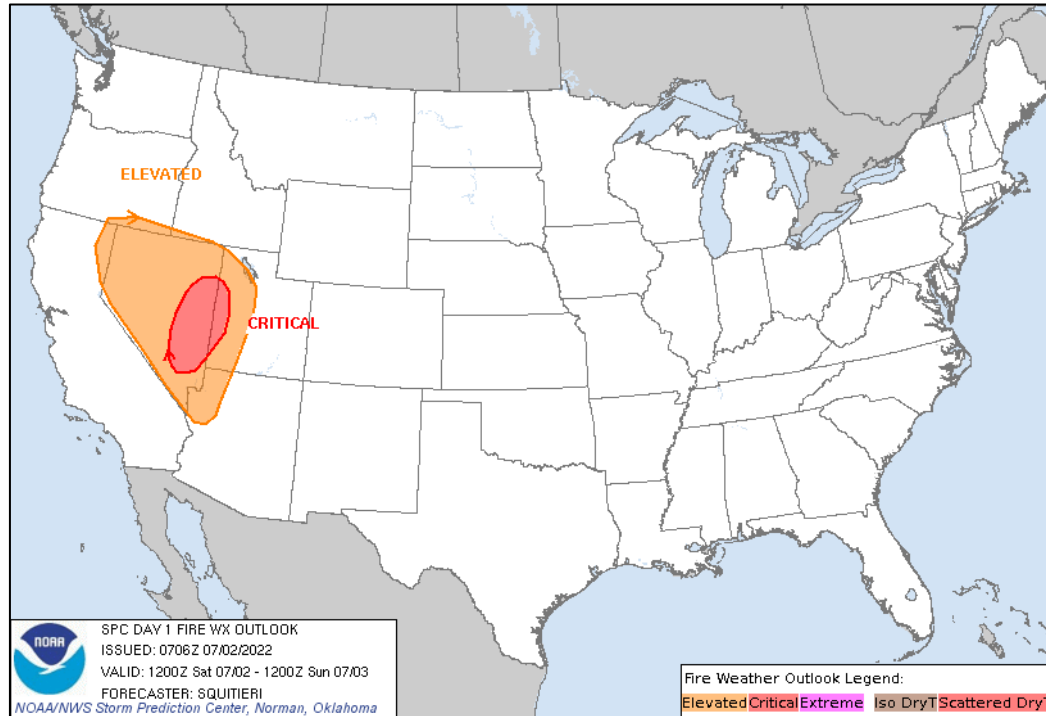 ELEVATED
CRITICAL
NOAA
SPC DAY 1 FIRE WX OUTLOOK
ISSUED: 0706Z 07/02/2022
VALID: 1200Z Sat 07/02 - 1200Z Sun 07/03
FORECASTER: SQUITIERI
NOAA/NWS Storm Prediction Center, Norman, Oklahoma
Fire Weather Outlook Legend:
Elevated Critical Extreme Iso DryT Scattered DryT